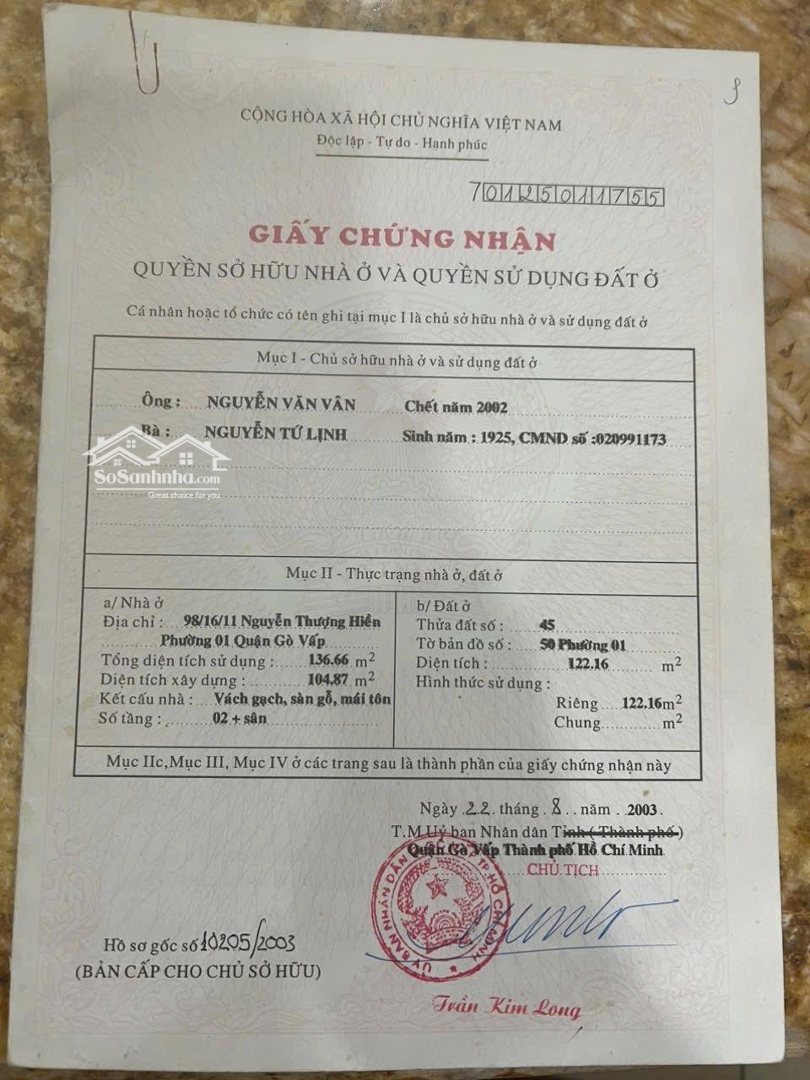 CỘNG HÒA XÃ HỘI CHỦ NGHĨA VIỆT NAM
Độc lập - Tự do - Hạnh phúc
70125011755
GIẤY CHỨNG NHẬN
QUYỀN SỞ HỮU NHÀ Ở VÀ QUYỀN SỬ DỤNG ĐẤT Ở
Cá nhân hoặc tổ chức có tên ghi tại mục I là chủ sở hữu nhà ở và sử dụng đất ở
Mục I - Chủ sở hữu nhà ở và sử dụng đất ở
Ông : NGUYỄN VĂN VÂN Chết năm 2002
Bà : NGUYỄN TỨ LỊNH Sinh năm : 1925, CMND số :020991173
SoSanhnha.com
Great choice for you
Mục II - Thực trạng nhà ở, đất ở
a/ Nhà ở
Địa chỉ : 98/16/11 Nguyễn Thượng Hiền
Phường 01 Quận Gò Vấp
Tổng diện tích sử dụng : 136.66 m2
Diện tích xây dựng : 104.87 m2
Kết cấu nhà : Vách gạch, sàn gỗ, mái tôn
Số tầng : 02 + sân
b/ Đất ở
Thửa đất số : 45
Tờ bản đồ số : 50 Phường 01
Diện tích : 122.16 m2
Hình thức sử dụng :
Riêng 122.16m2
Chung m2
Mục IIc,Mục III, Mục IV ở các trang sau là thành phần của giấy chứng nhận này
Ngày 22 tháng 8 năm 2003
T.M Uỷ ban Nhân dân Tỉnh ( Thành phố )
Quận Gò Vấp Thành phố Hồ Chí Minh
CHỦ TỊCH
ỦY BAN NHÂN DÂN TP. HỒ CHÍ MINH
Hồ sơ gốc số 10205/2003
(BẢN CẤP CHO CHỦ SỞ HỮU)
Trần Kim Long